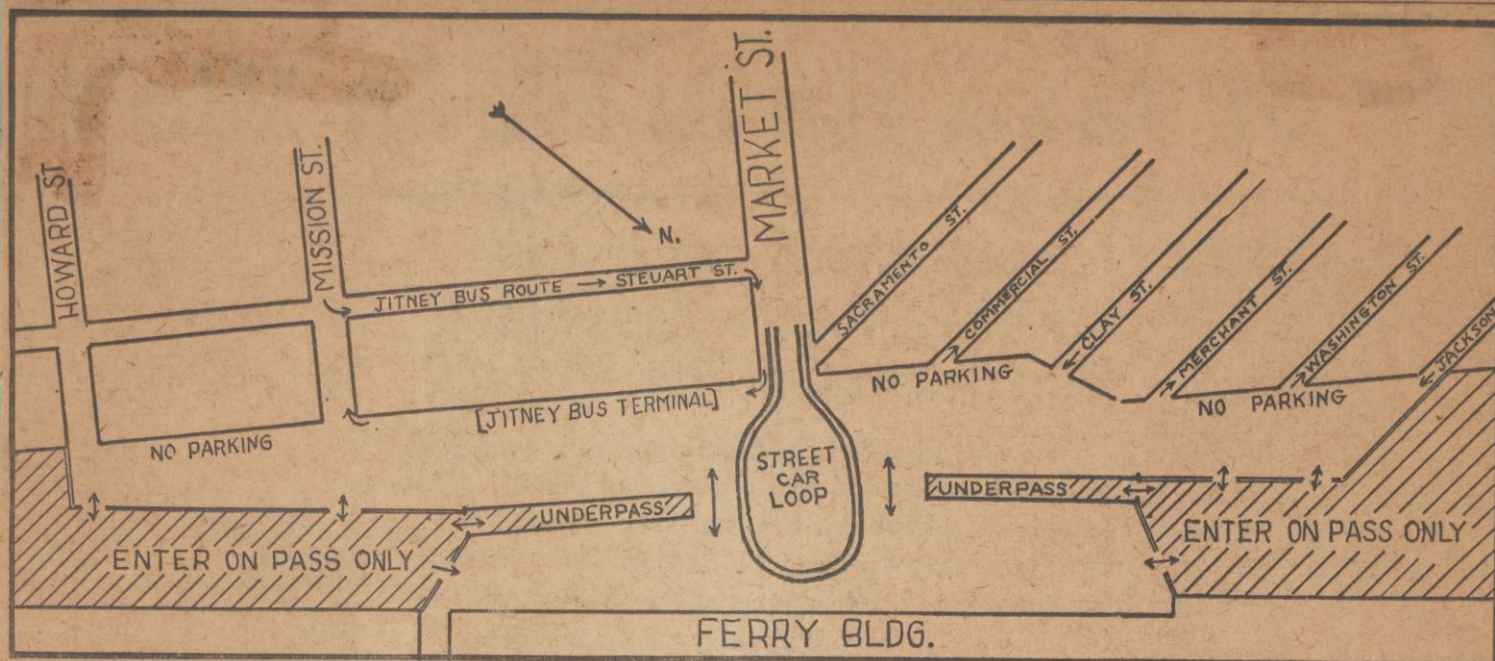 HOWARD ST
MISSION ST.
MARKET ST.
N.
JITNEY BUS ROUTE → STEUART ST.
SACRAMENTO ST.
COMMERCIAL ST.
CLAY ST.
MERCHANT ST.
WASHINGTON ST.
JACKSON
NO PARKING
[JITNEY BUS TERMINAL]
NO PARKING
NO PARKING
STREET
CAR
LOOP
UNDERPASS
UNDERPASS
ENTER ON PASS ONLY
ENTER ON PASS ONLY
FERRY BLDG.